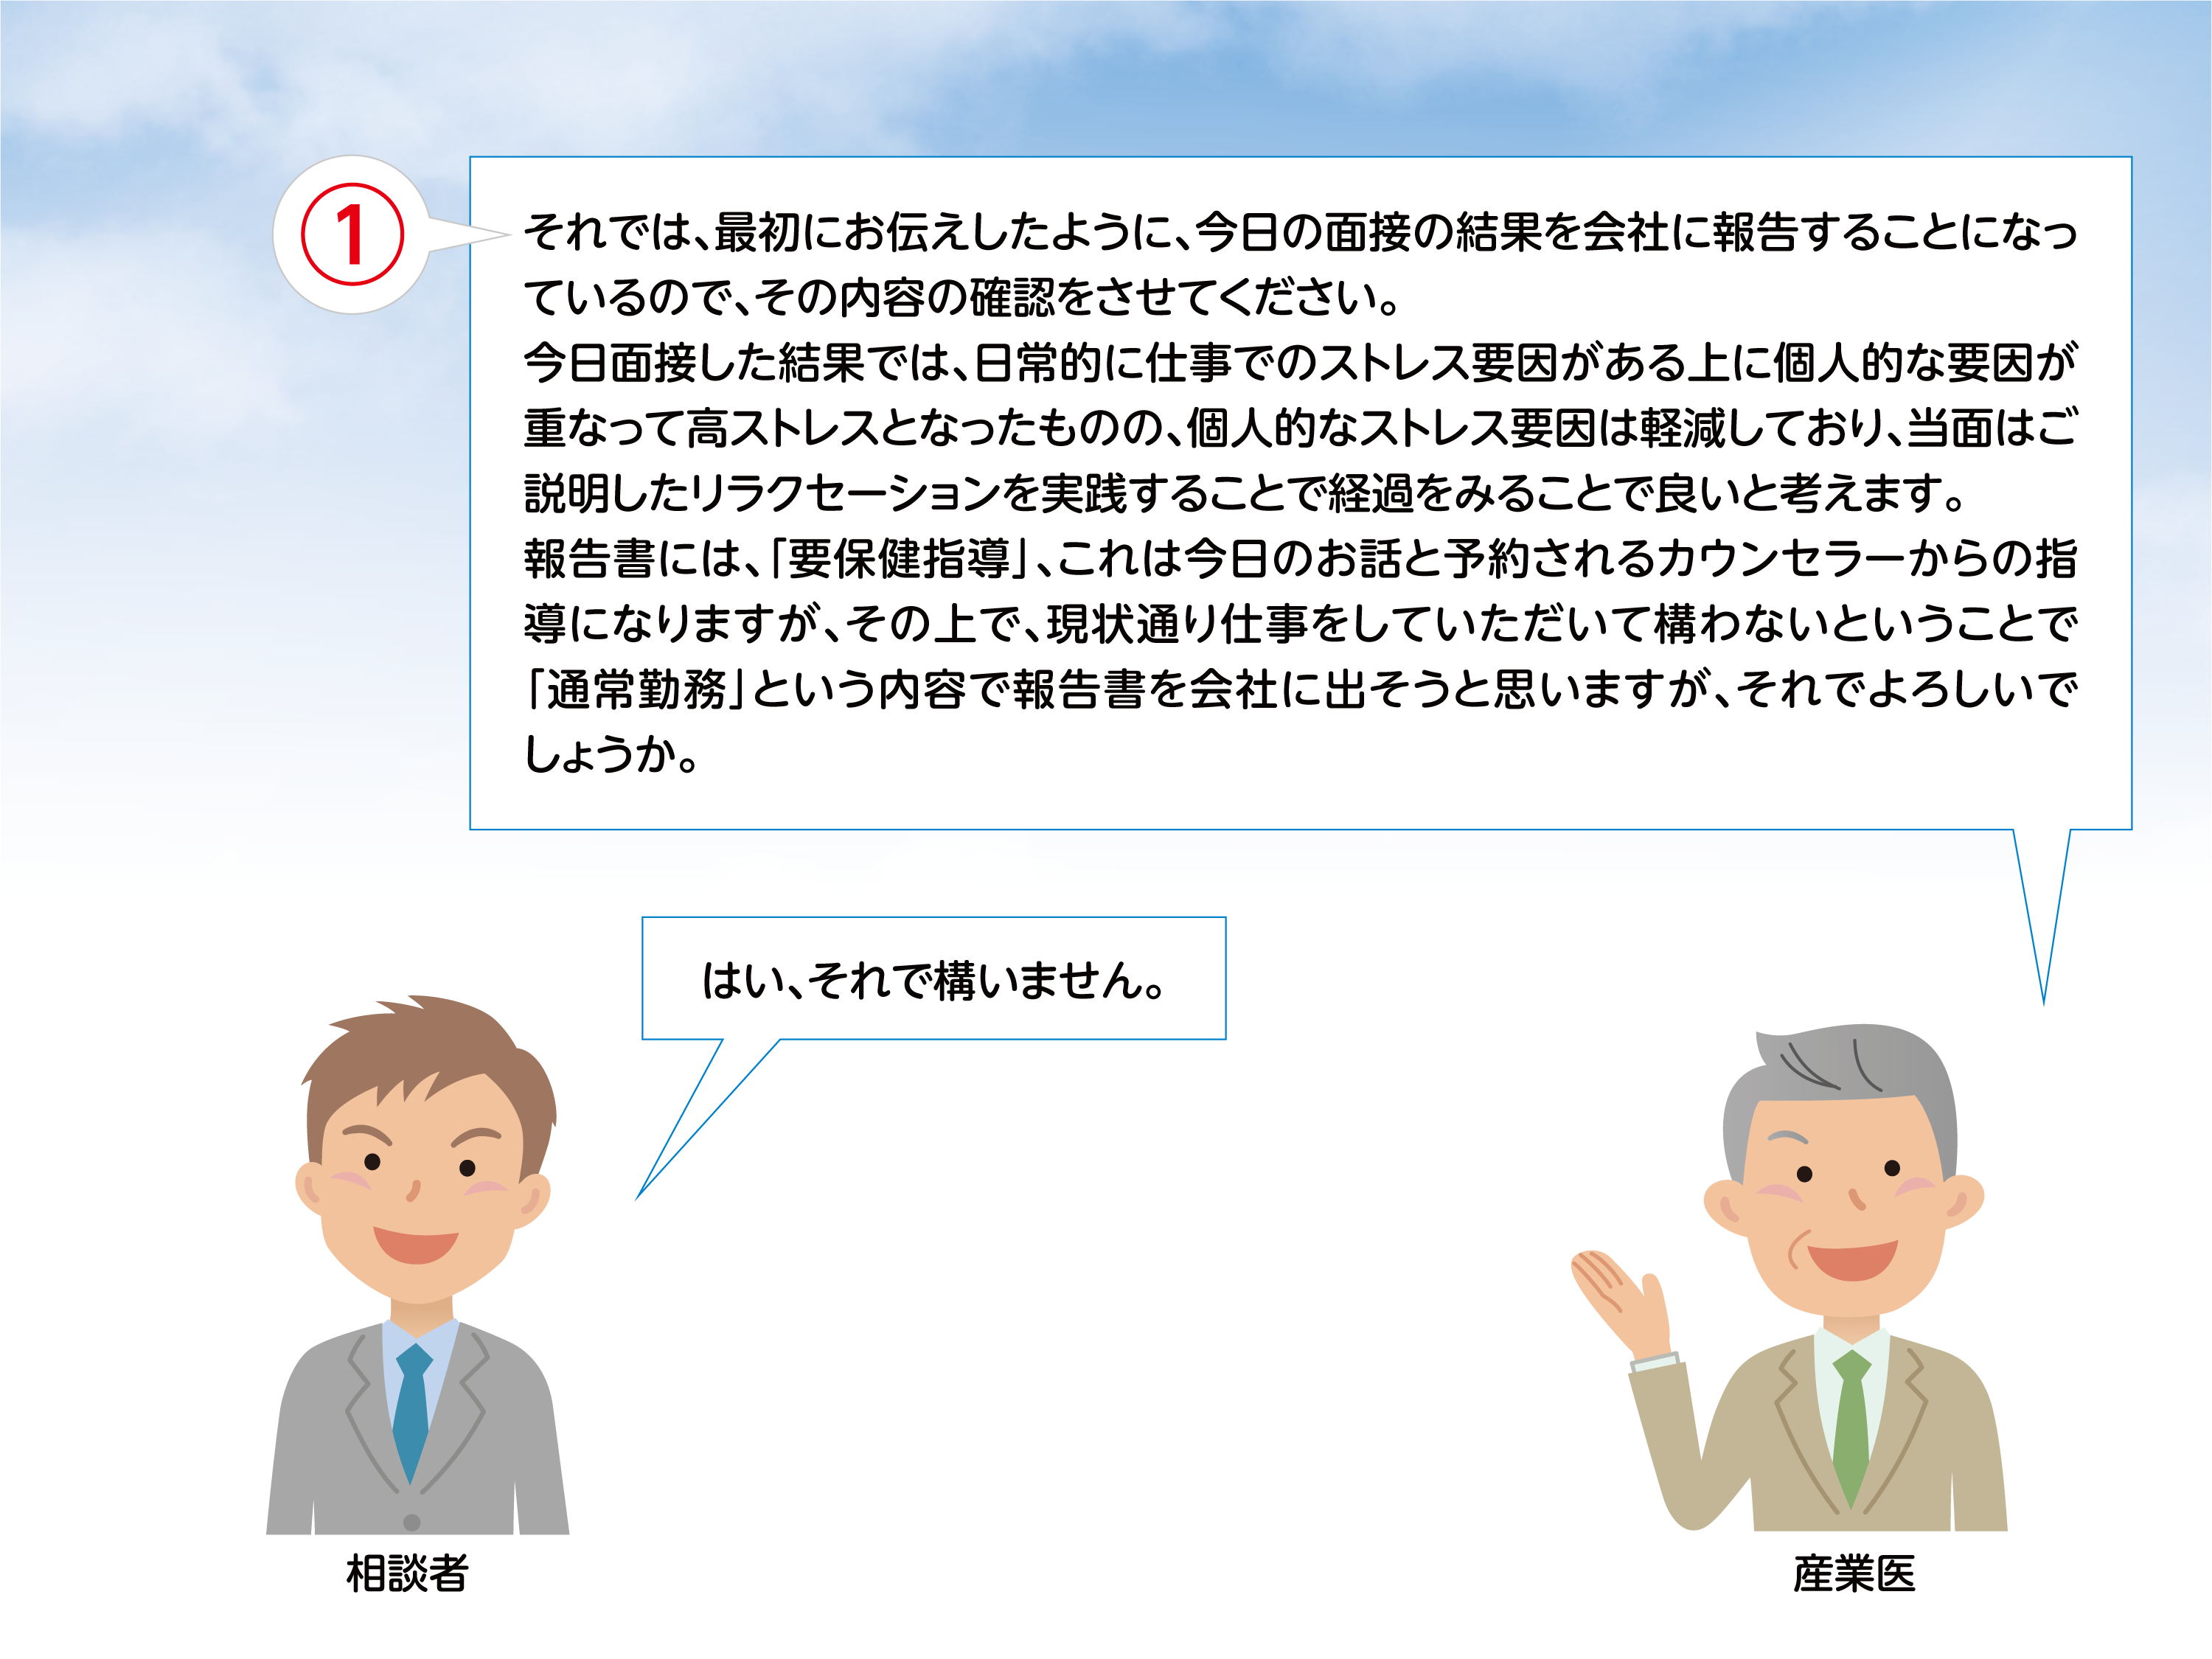 ①
それでは、最初にお伝えしたように、今日の面接の結果を会社に報告することになっ
ているので、その内容の確認をさせてください。
今日面接した結果では、日常的に仕事でのストレス要因がある上に個人的な要因が
重なって高ストレスとなったものの、個人的なストレス要因は軽減しており、当面はご
説明したリラクセーションを実践することで経過をみることで良いと考えます。
報告書には、「要保健指導」、これは今日のお話と予約されるカウンセラーからの指
導になりますが、その上で、現状通り仕事をしていただいて構わないということで
「通常勤務」という内容で報告書を会社に出そうと思いますが、それでよろしいで
しょうか。
はい、それで構いません。
相談者
産業医